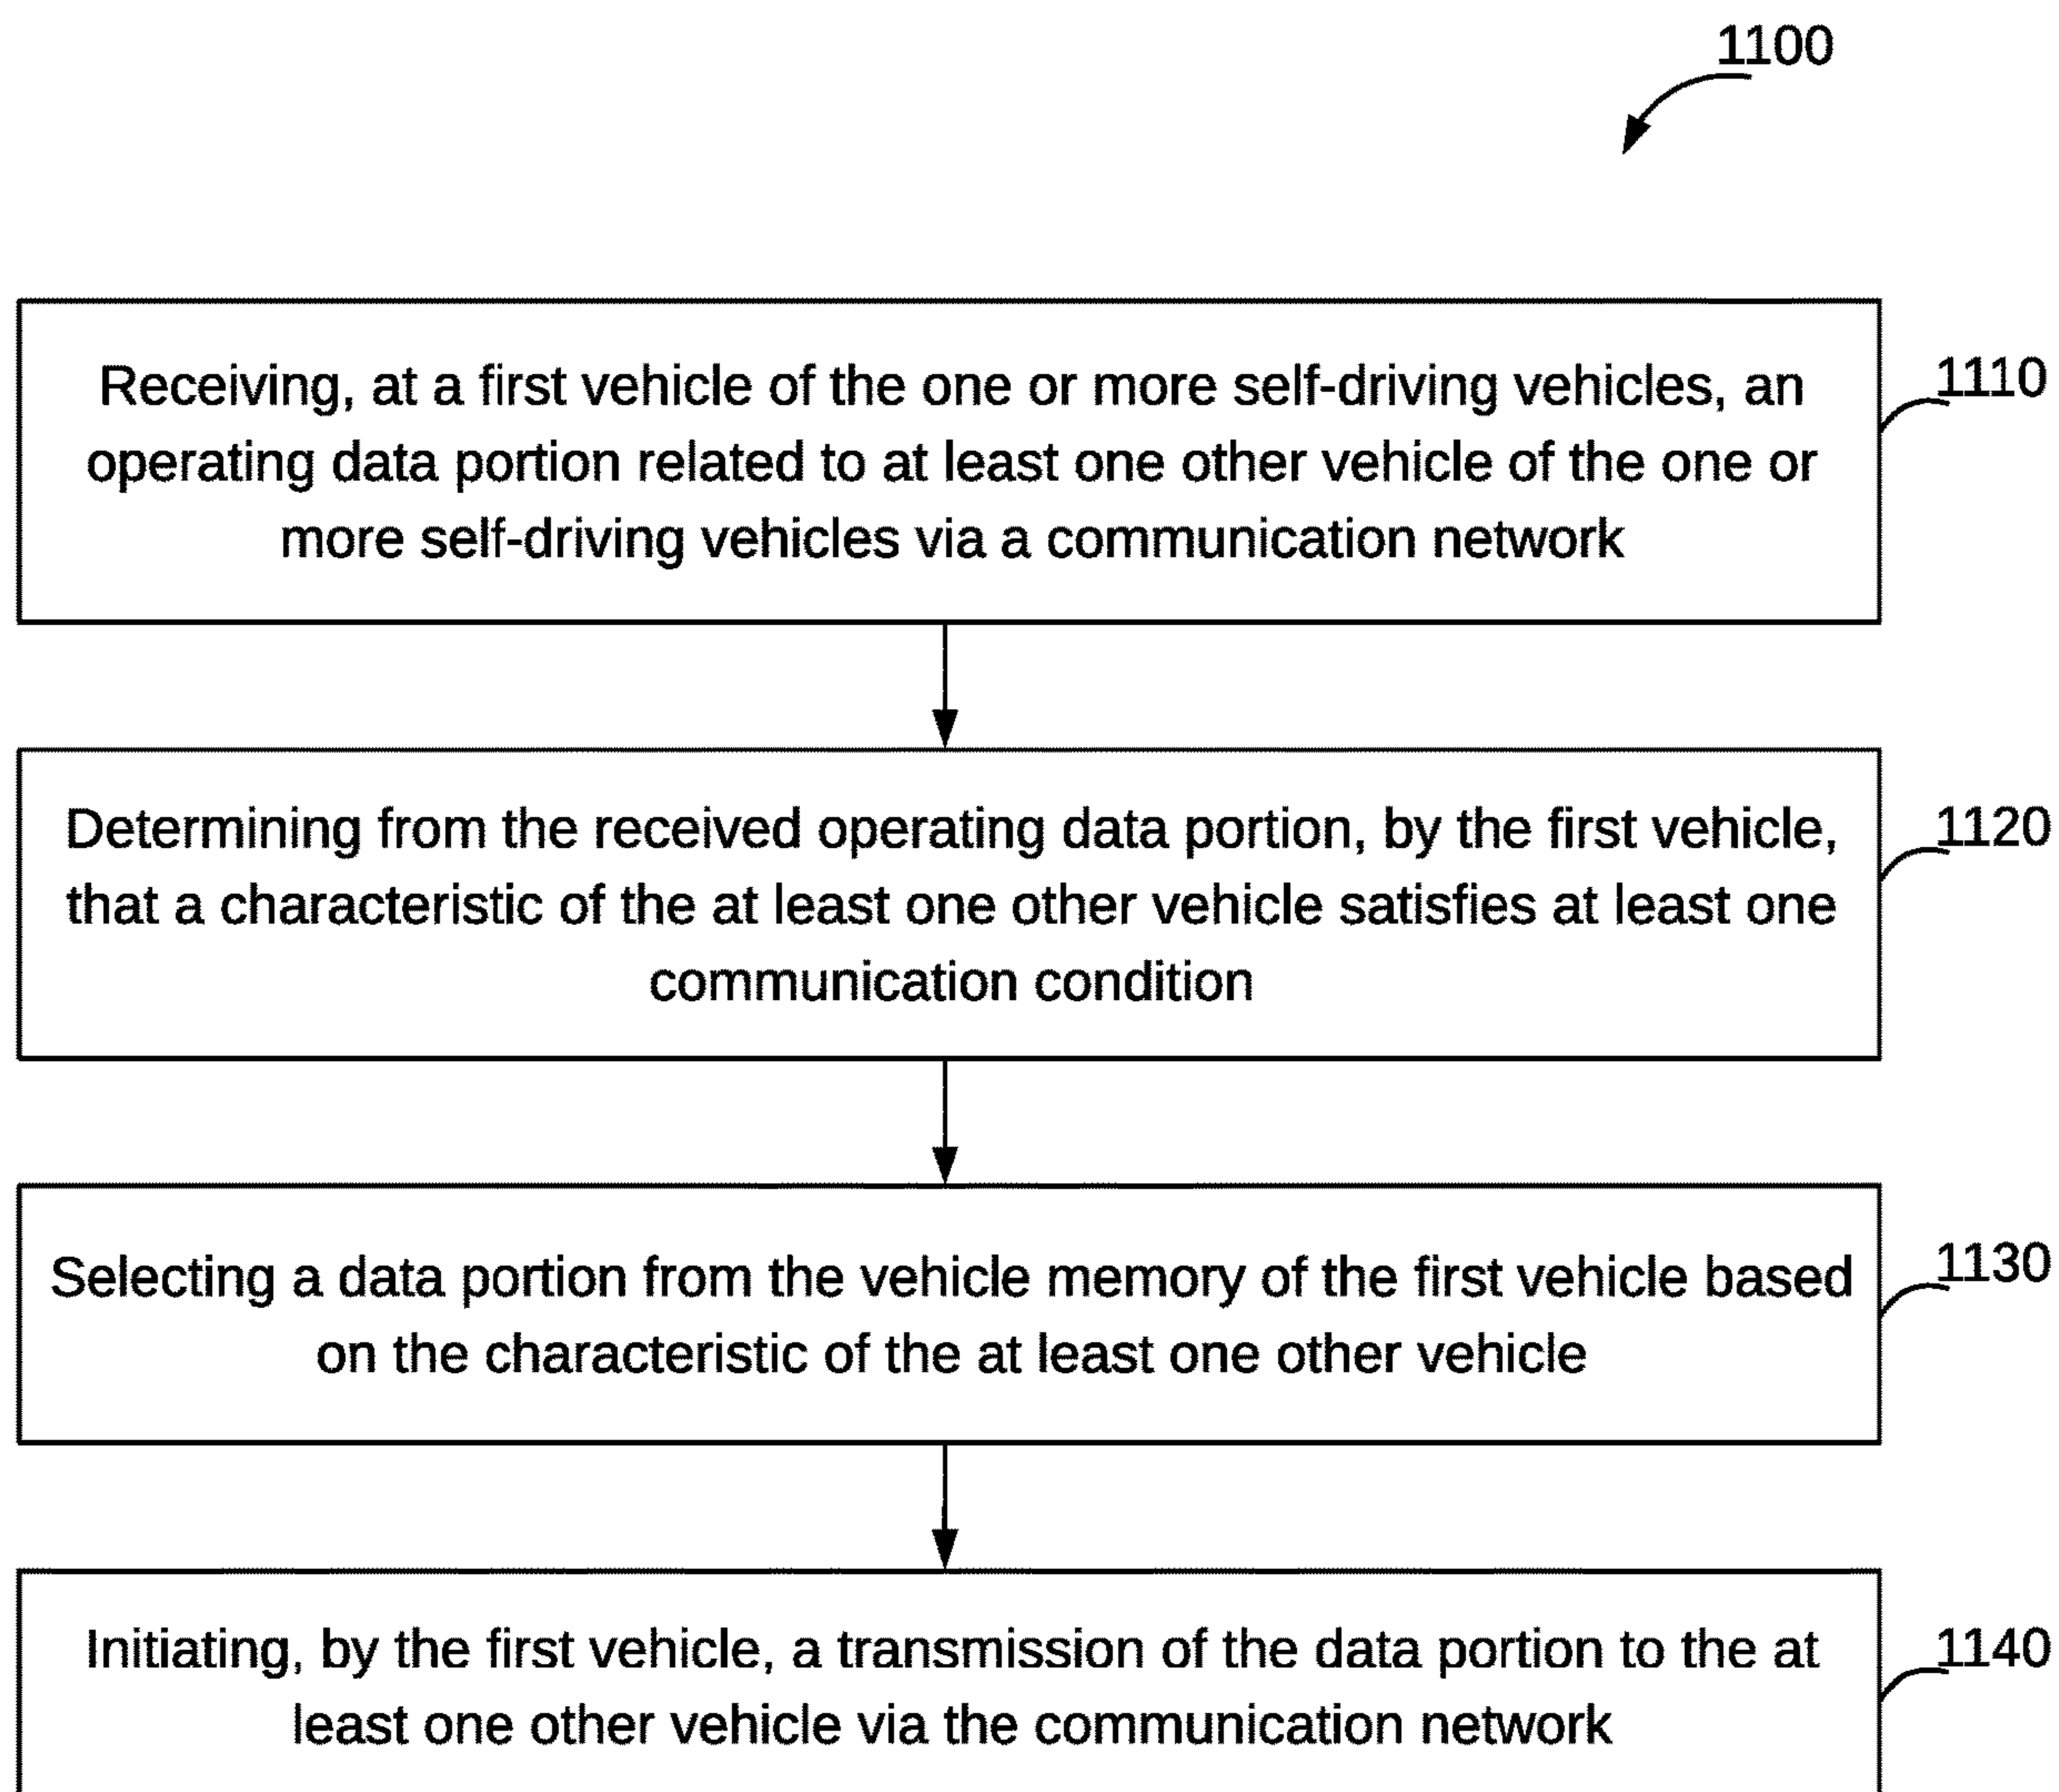 1100
Receiving, at a first vehicle of the one or more self-driving vehicles, an
operating data portion related to at least one other vehicle of the one or
more self-driving vehicles via a communication network
1110
Determining from the received operating data portion, by the first vehicle,
that a characteristic of the at least one other vehicle satisfies at least one
communication condition
1120
Selecting a data portion from the vehicle memory of the first vehicle based
on the characteristic of the at least one other vehicle
1130
Initiating, by the first vehicle, a transmission of the data portion to the at
least one other vehicle via the communication network
1140